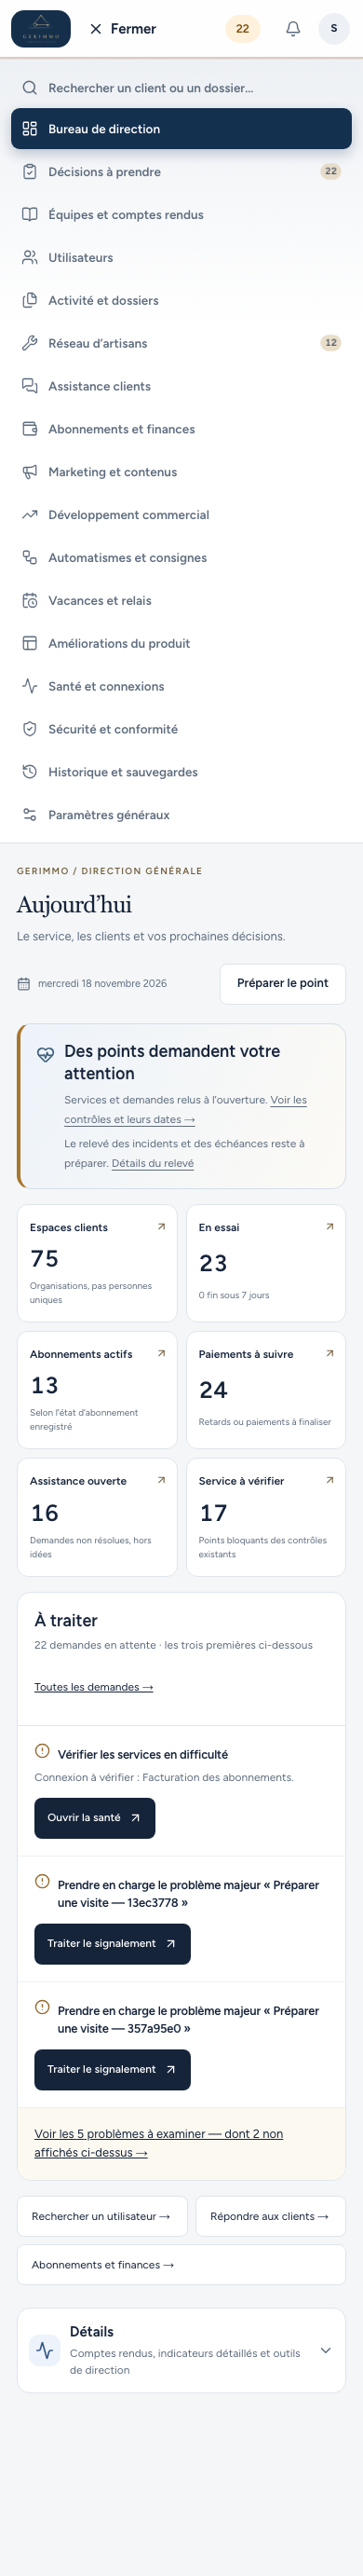 GERIMMO
Fermer
22
S
Rechercher un client ou un dossier...
Bureau de direction
Décisions à prendre
22
Équipes et comptes rendus
Utilisateurs
Activité et dossiers
Réseau d'artisans
12
Assistance clients
Abonnements et finances
Marketing et contenus
Développement commercial
Automatismes et consignes
Vacances et relais
Améliorations du produit
Santé et connexions
Sécurité et conformité
Historique et sauvegardes
Paramètres généraux
GERIMMO / DIRECTION GÉNÉRALE
Aujourd'hui
Le service, les clients et vos prochaines décisions.
mercredi 18 novembre 2026
Préparer le point
Des points demandent votre
attention
Services et demandes relus à l'ouverture. Voir les
contrôles et leurs dates →
Le relevé des incidents et des échéances reste à
préparer. Détails du relevé
Espaces clients
75
Organisations, pas personnes
uniques
En essai
23
0 fin sous 7 jours
Abonnements actifs
13
Selon l'état d'abonnement
enregistré
Paiements à suivre
24
Retards ou paiements à finaliser
Assistance ouverte
16
Demandes non résolues, hors
idées
Service à vérifier
17
Points bloquants des contrôles
existants
À traiter
22 demandes en attente · les trois premières ci-dessous
Toutes les demandes →
Vérifier les services en difficulté
Connexion à vérifier : Facturation des abonnements.
Ouvrir la santé
Prendre en charge le problème majeur « Préparer
une visite — 13ec3778 »
Traiter le signalement
Prendre en charge le problème majeur « Préparer
une visite — 357a95e0 »
Traiter le signalement
Voir les 5 problèmes à examiner — dont 2 non
affichés ci-dessus →
Rechercher un utilisateur →
Répondre aux clients →
Abonnements et finances →
Détails
Comptes rendus, indicateurs détaillés et outils
de direction